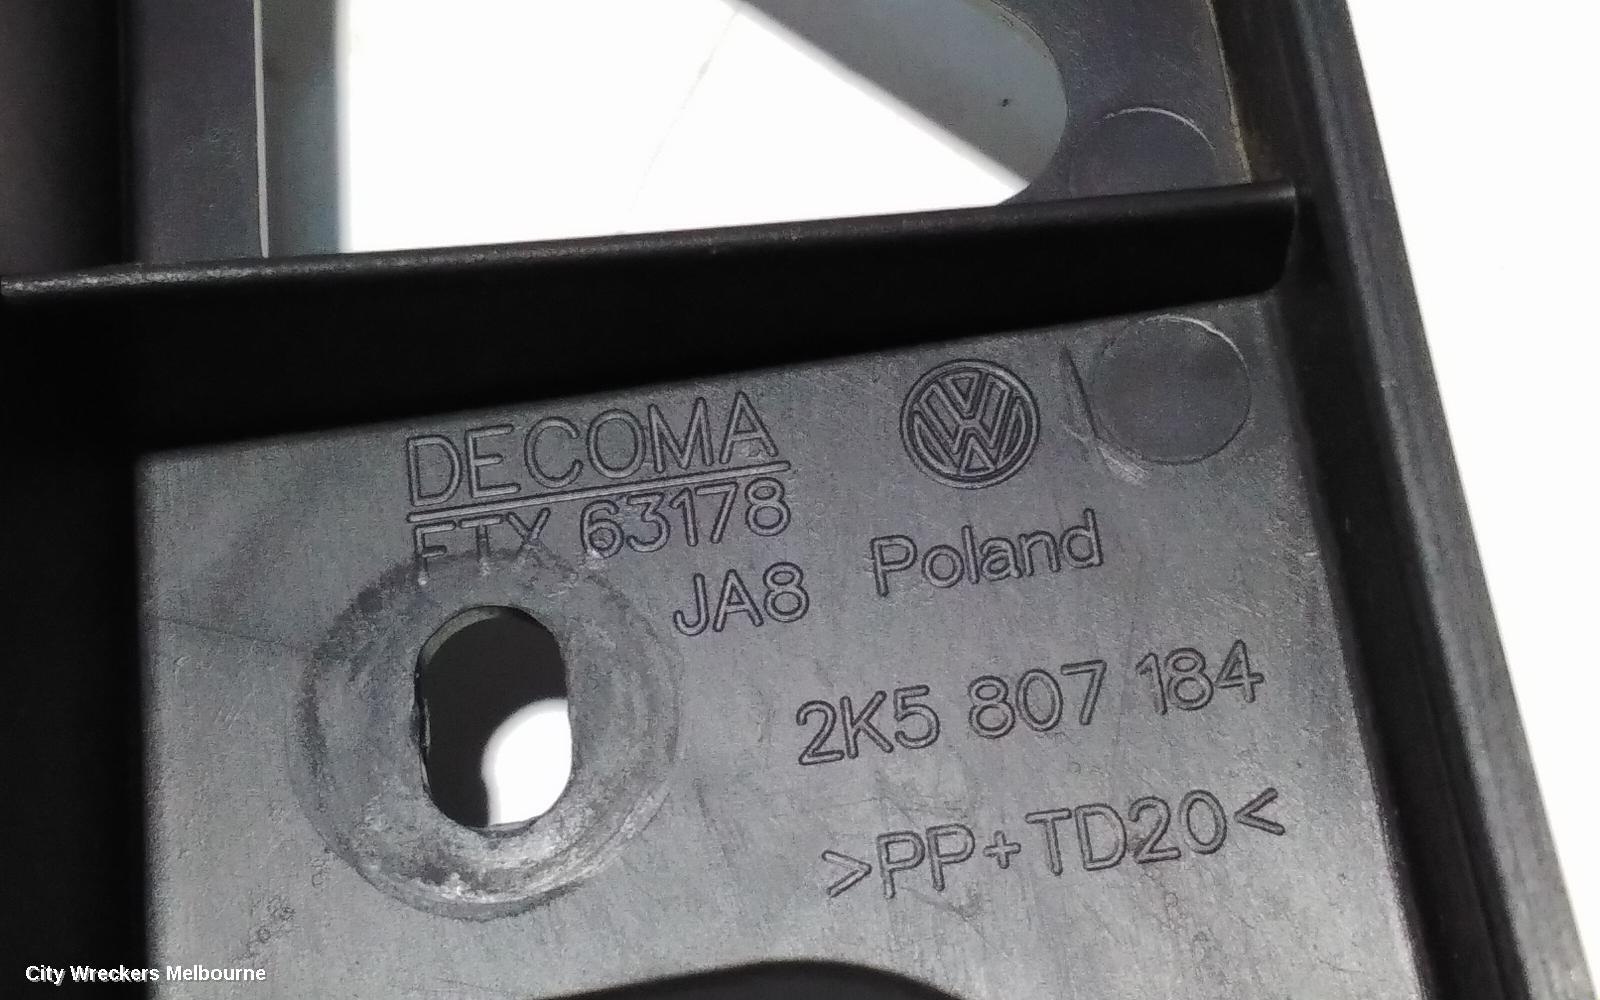 DECOMA
FTX 63178
JA8
Poland
2K5 807 184
>PP+TD20<
City Wreckers Melbourne